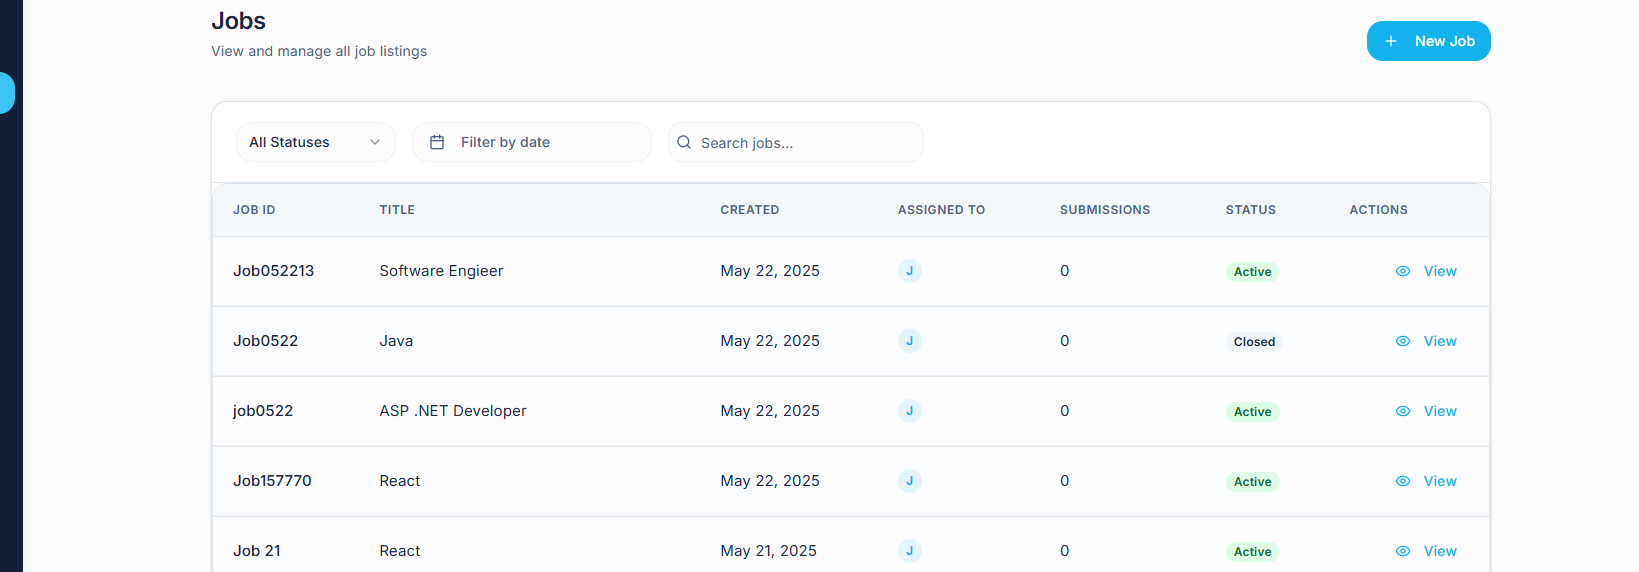 Jobs
View and manage all job listings
+ New Job
All Statuses
Filter by date
Search jobs...
JOB ID TITLE CREATED ASSIGNED TO SUBMISSIONS STATUS ACTIONS
Job052213 Software Engieer May 22, 2025 J 0 Active View
Job0522 Java May 22, 2025 J 0 Closed View
job0522 ASP .NET Developer May 22, 2025 J 0 Active View
Job157770 React May 22, 2025 J 0 Active View
Job 21 React May 21, 2025 J 0 Active View